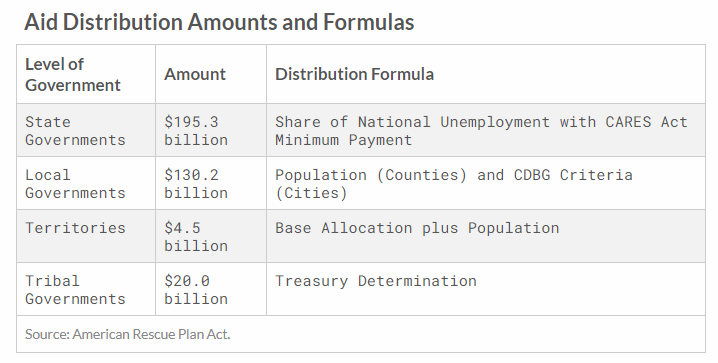 Aid Distribution Amounts and Formulas
Level of
Government
Amount
Distribution Formula
State
Governments
$195.3
billion
Share of National Unemployment with CARES Act
Minimum Payment
Local
Governments
$130.2
billion
Population (Counties) and CDBG Criteria
(Cities)
Territories
$4.5
billion
Base Allocation plus Population
Tribal
Governments
$20.0
billion
Treasury Determination
Source: American Rescue Plan Act.